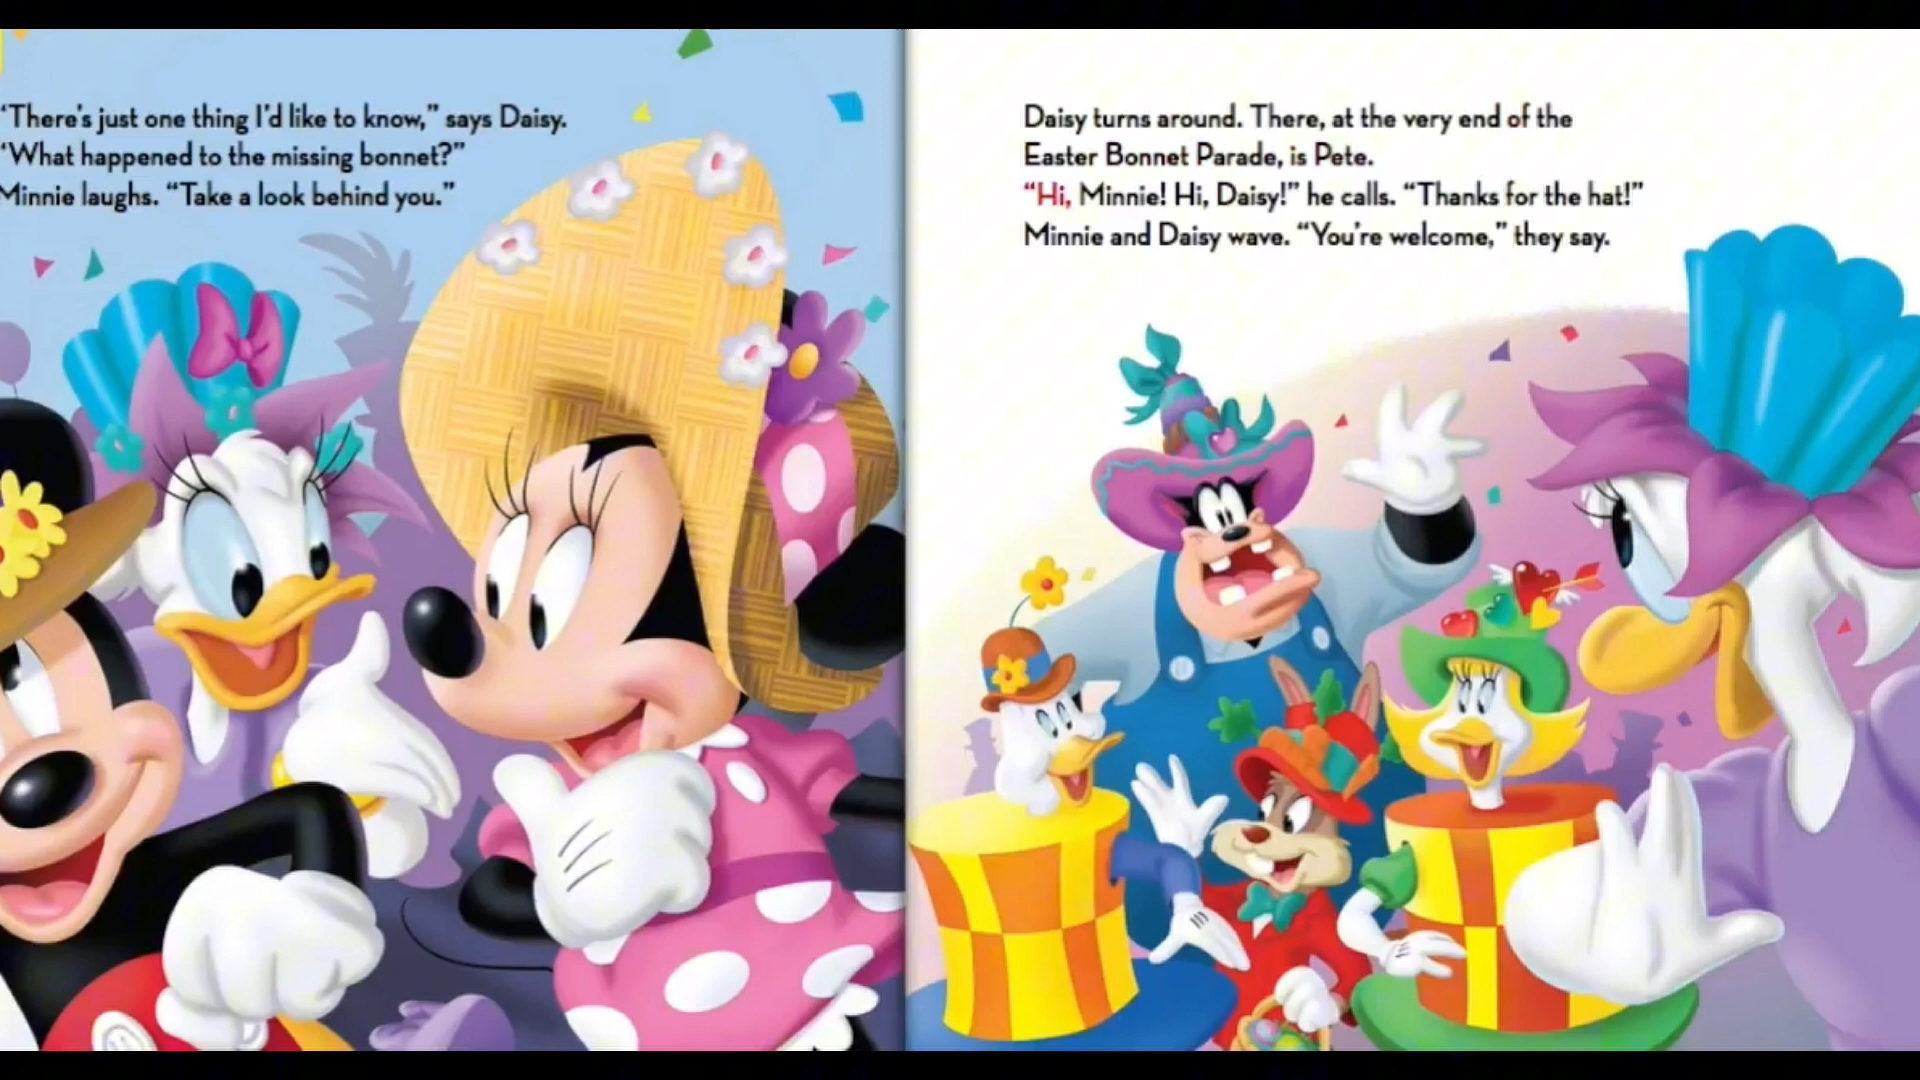 “There’s just one thing I’d like to know,” says Daisy.
“What happened to the missing bonnet?”
Minnie laughs. “Take a look behind you.”
Daisy turns around. There, at the very end of the
Easter Bonnet Parade, is Pete.
“Hi, Minnie! Hi, Daisy!” he calls. “Thanks for the hat!”
Minnie and Daisy wave. “You’re welcome,” they say.